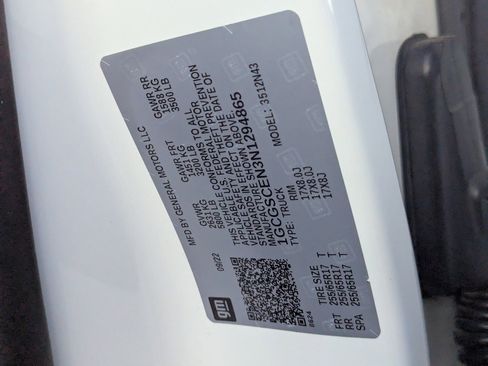 MFD BY GENERAL MOTORS LLC
09/22
GVWR
2631 KG
5800 LB
GAWR FRT
1451 KG
3200 LB
GAWR RR
1588 KG
3500 LB
THIS VEHICLE CONFORMS TO ALL
APPLICABLE U.S. FEDERAL MOTOR
VEHICLE SAFETY, BUMPER, AND THEFT PREVENTION
STANDARDS IN EFFECT ON THE DATE OF
MANUFACTURE SHOWN ABOVE.
1GCGSCEN3N1294865
TYPE: TRUCK
MODEL: 3512N43
TIRE SIZE RIM
FRT 255/65R17 T 17X8.0J
RR 255/65R17 T 17X8.0J
SPA 255/65R17 T 17X8J
gm
0624